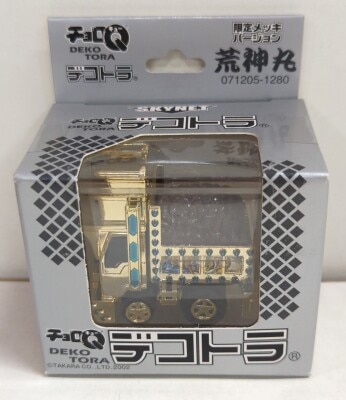 チョロQ
DEKO
TORA
デコトラ
限定メッキ
バージョン
荒神丸
071205-1280
SKYNET
デコトラ®
チョロQ
DEKO
TORA
デコトラ®
©TAKARA CO.,LTD.2002